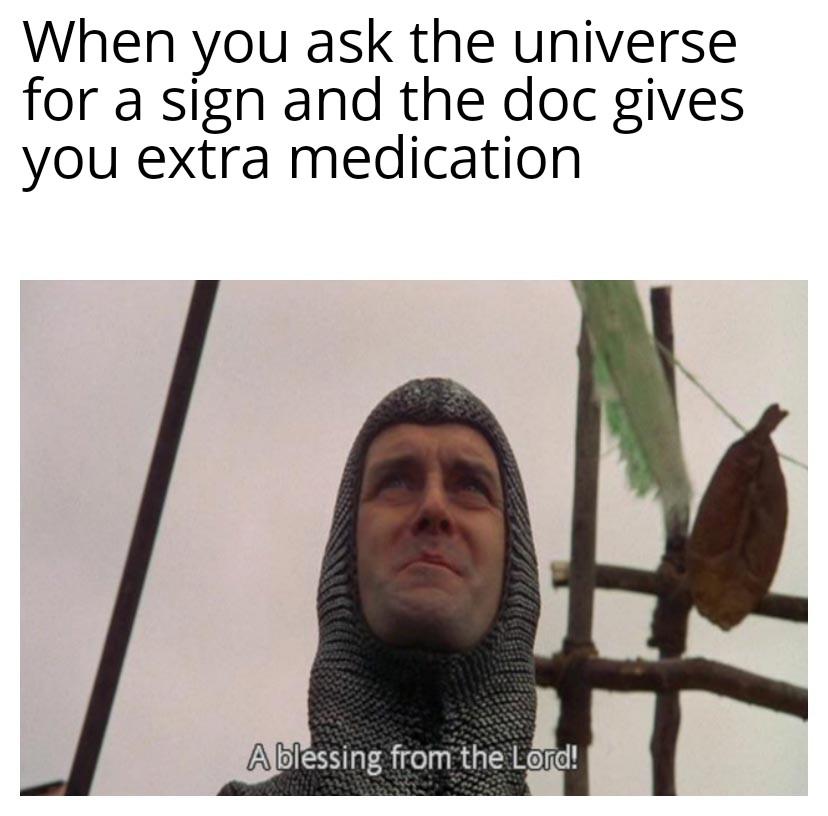 When you ask the universe
for a sign and the doc gives
you extra medication
A blessing from the Lord!